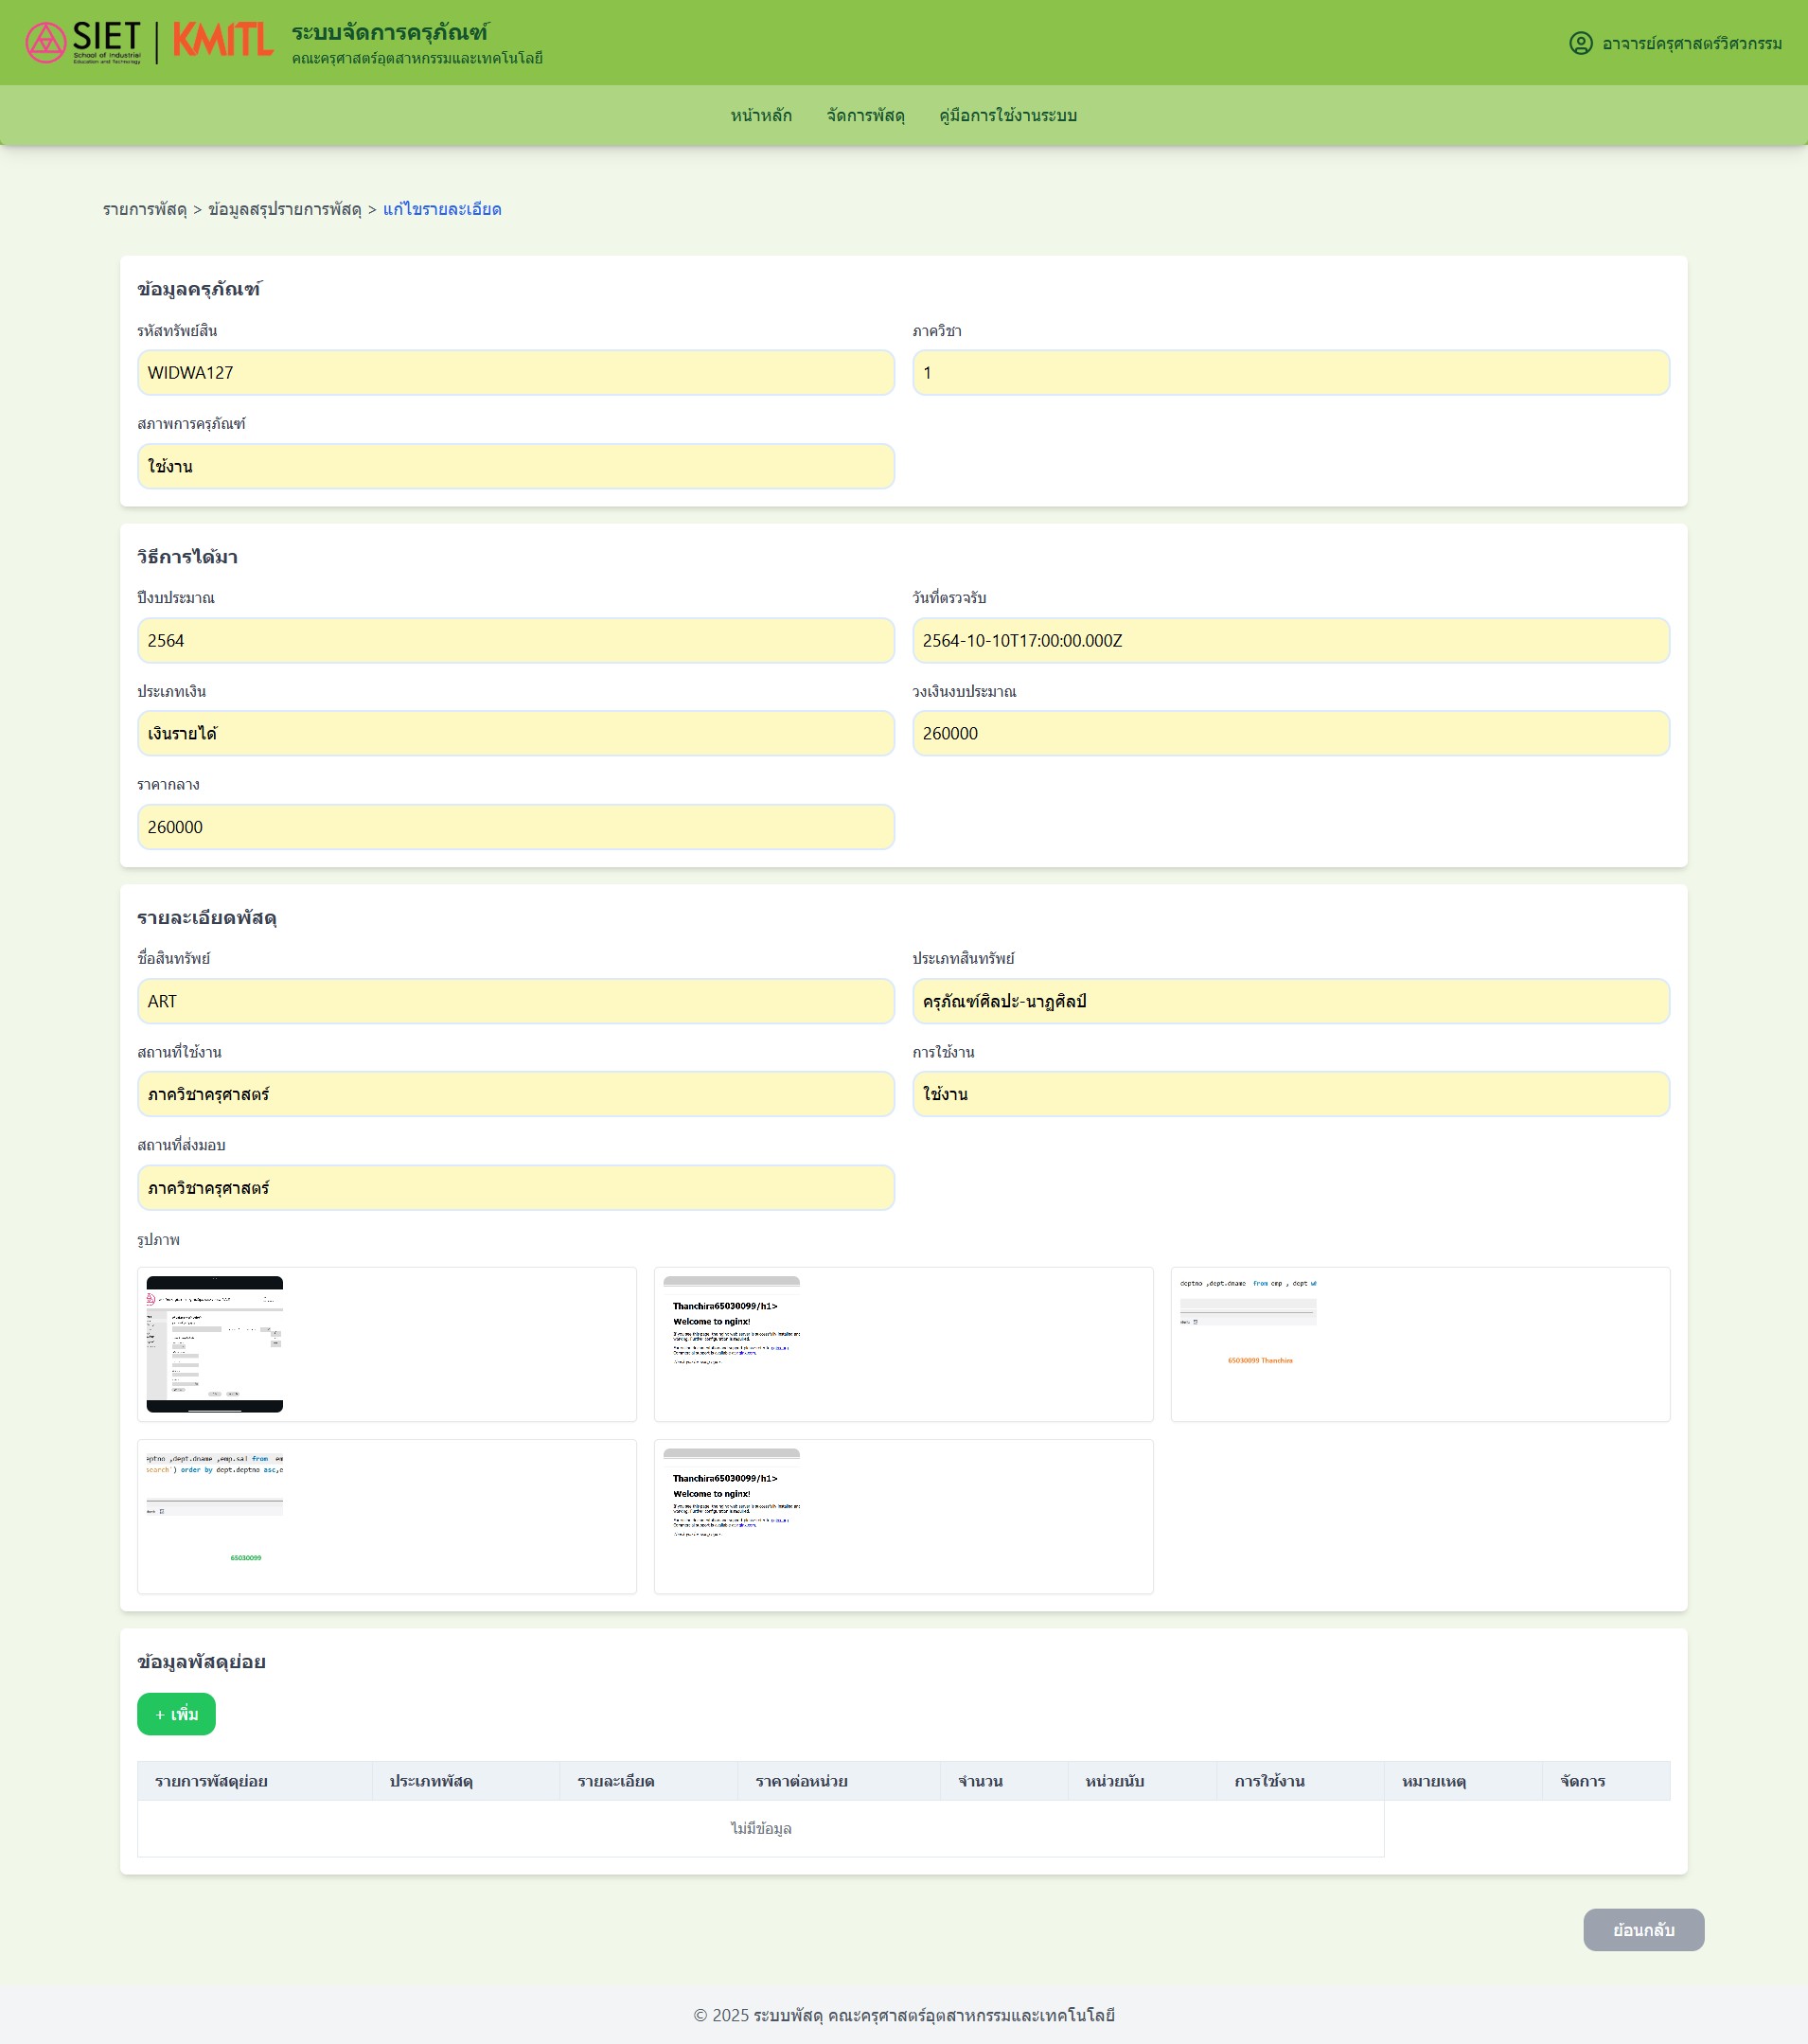 SIET
School of Industrial
Education and Technology
KMITL
ระบบจัดการครุภัณฑ์
คณะครุศาสตร์อุตสาหกรรมและเทคโนโลยี
อาจารย์ครุศาสตร์วิศวกรรม
หน้าหลัก จัดการพัสดุ คู่มือการใช้งานระบบ
รายการพัสดุ > ข้อมูลสรุปรายการพัสดุ > แก้ไขรายละเอียด
ข้อมูลครุภัณฑ์
รหัสทรัพย์สิน ภาควิชา
WIDWA127 1
สภาพการครุภัณฑ์
ใช้งาน
วิธีการได้มา
ปีงบประมาณ วันที่ตรวจรับ
2564 2564-10-10T17:00:00.000Z
ประเภทเงิน วงเงินงบประมาณ
เงินรายได้ 260000
ราคากลาง
260000
รายละเอียดพัสดุ
ชื่อสินทรัพย์ ประเภทสินทรัพย์
ART ครุภัณฑ์ศิลปะ-นาฏศิลป์
สถานที่ใช้งาน การใช้งาน
ภาควิชาครุศาสตร์ ใช้งาน
สถานที่ส่งมอบ
ภาควิชาครุศาสตร์
รูปภาพ
Thanchira65030099/h1>
Welcome to nginx!
deptno ,dept.dname from emp , dept
65030099 Thanchira
eptno ,dept.dname ,emp.sal from em
search') order by dept.deptno asc,e
65030099
Thanchira65030099/h1>
Welcome to nginx!
ข้อมูลพัสดุย่อย
+ เพิ่ม
รายการพัสดุย่อย ประเภทพัสดุ รายละเอียด ราคาต่อหน่วย จำนวน หน่วยนับ การใช้งาน หมายเหตุ จัดการ
ไม่มีข้อมูล
ย้อนกลับ
© 2025 ระบบพัสดุ คณะครุศาสตร์อุตสาหกรรมและเทคโนโลยี